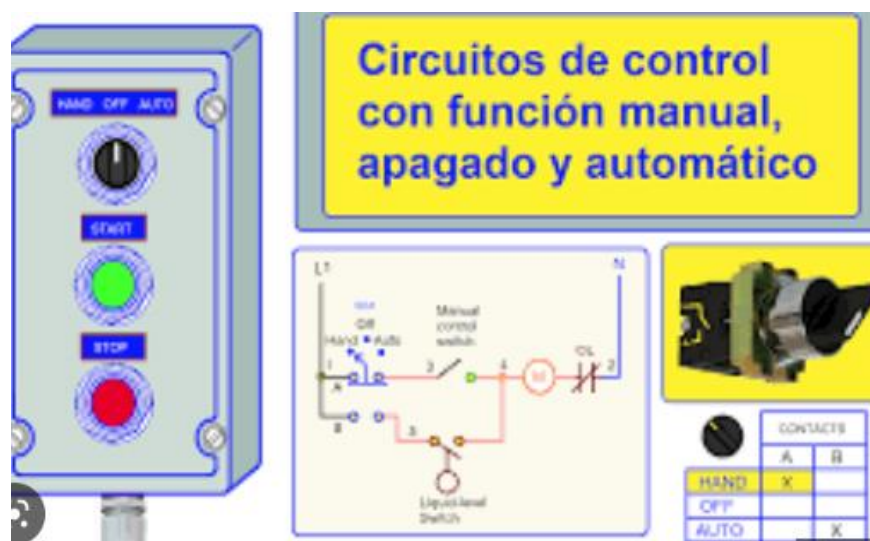 Circuitos de control
con función manual,
apagado y automático
HAND OFF AUTO
START
STOP
L1
N
Off
Hand Auto
Manual
control
switch
1
A
2
4
M
OL
2
B
3
Liquid level
Switch
CONTACTS
A B
HAND X
OFF
AUTO X